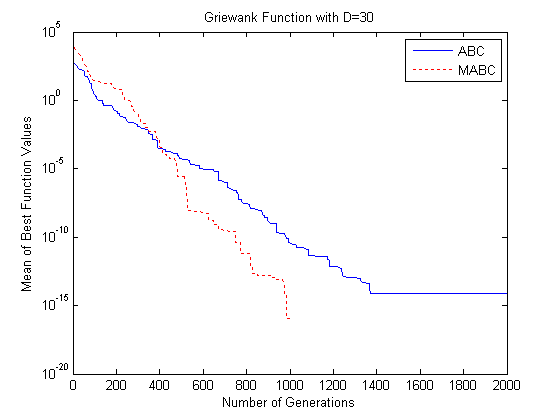 Griewank Function with D=30
10^5
10^0
10^-5
10^-10
10^-15
10^-20
Mean of Best Function Values
ABC
MABC
0 200 400 600 800 1000 1200 1400 1600 1800 2000
Number of Generations